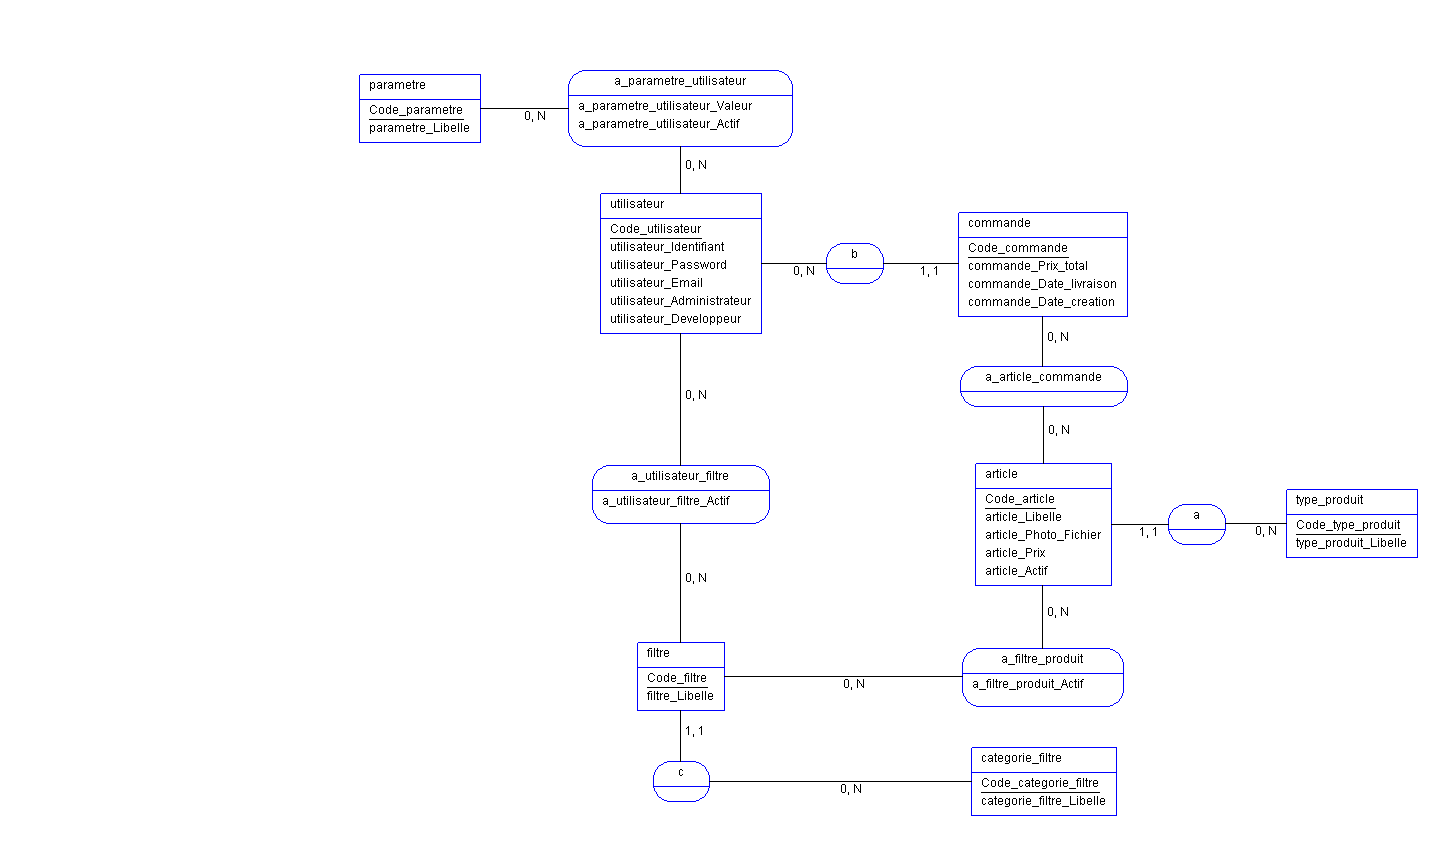 parametre
Code_parametre
parametre_Libelle
0, N
a_parametre_utilisateur
a_parametre_utilisateur_Valeur
a_parametre_utilisateur_Actif
0, N
utilisateur
Code_utilisateur
utilisateur_Identifiant
utilisateur_Password
utilisateur_Email
utilisateur_Administrateur
utilisateur_Developpeur
0, N
b
1, 1
commande
Code_commande
commande_Prix_total
commande_Date_livraison
commande_Date_creation
0, N
a_article_commande
0, N
article
Code_article
article_Libelle
article_Photo_Fichier
article_Prix
article_Actif
1, 1
a
0, N
type_produit
Code_type_produit
type_produit_Libelle
0, N
a_utilisateur_filtre
a_utilisateur_filtre_Actif
0, N
0, N
a_filtre_produit
a_filtre_produit_Actif
filtre
Code_filtre
filtre_Libelle
0, N
1, 1
c
0, N
categorie_filtre
Code_categorie_filtre
categorie_filtre_Libelle